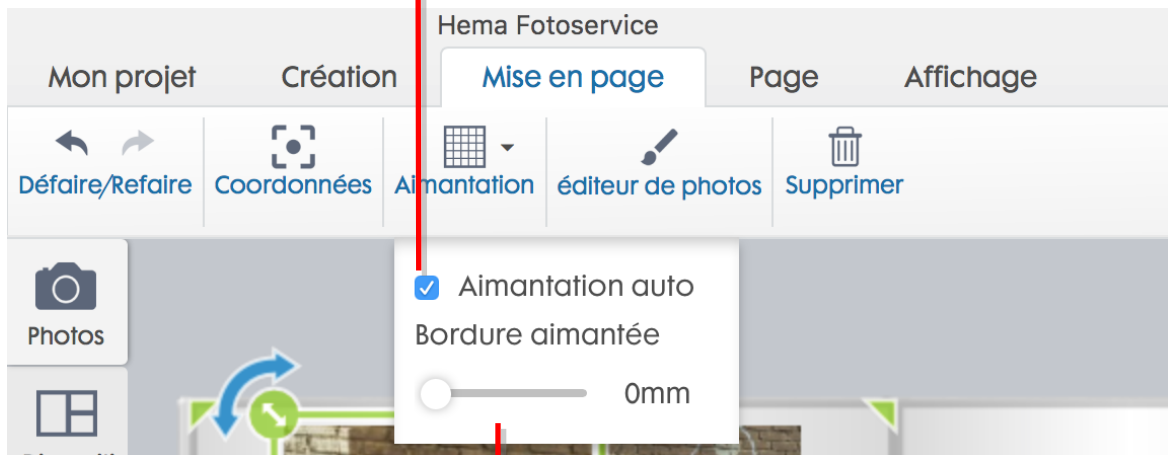 Hema Fotoservice
Mon projet Création Mise en page Page Affichage
Défaire/Refaire Coordonnées Aimantation éditeur de photos Supprimer
Aimantation auto
Photos Bordure aimantée
0mm